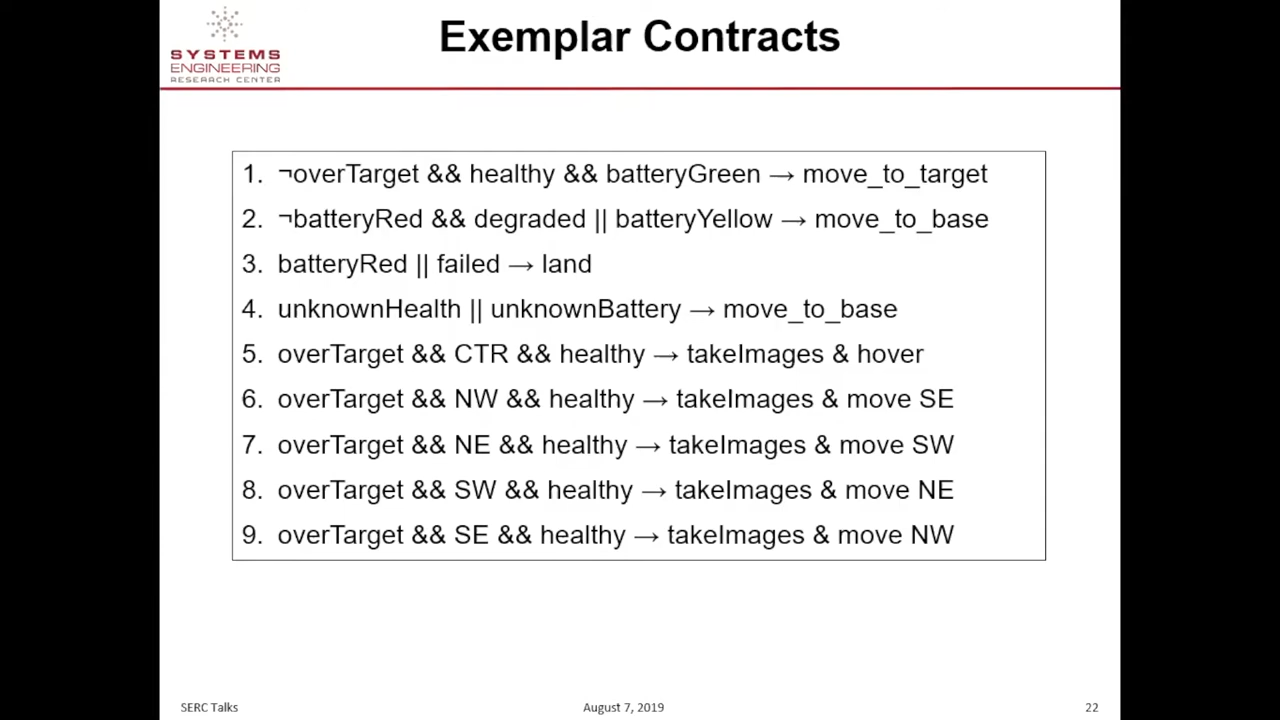 SYSTEMS
ENGINEERING
RESEARCH CENTER
Exemplar Contracts
1. ¬overTarget && healthy && batteryGreen → move_to_target
2. ¬batteryRed && degraded || batteryYellow → move_to_base
3. batteryRed || failed → land
4. unknownHealth || unknownBattery → move_to_base
5. overTarget && CTR && healthy → takeImages & hover
6. overTarget && NW && healthy → takeImages & move SE
7. overTarget && NE && healthy → takeImages & move SW
8. overTarget && SW && healthy → takeImages & move NE
9. overTarget && SE && healthy → takeImages & move NW
SERC Talks
August 7, 2019
22